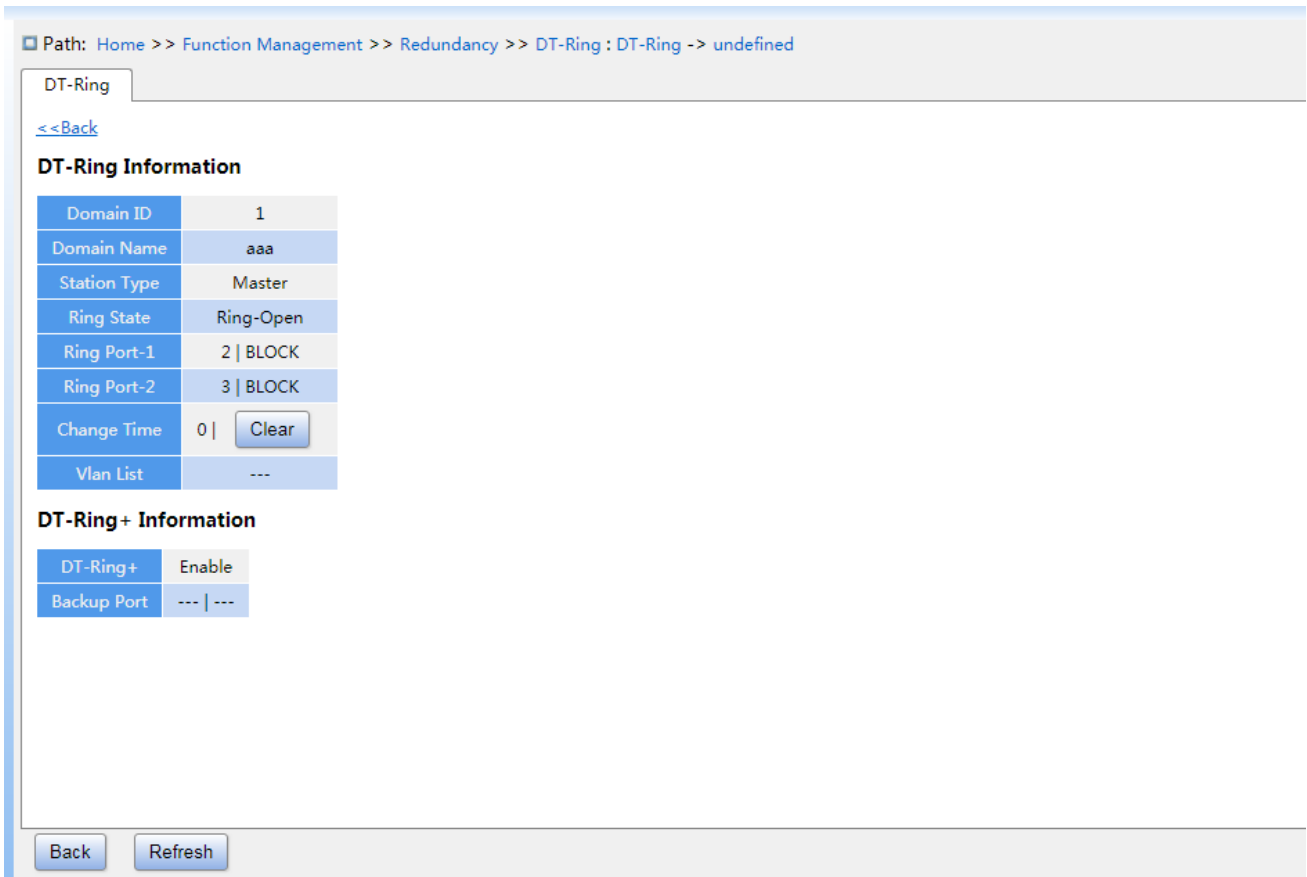 Path: Home >> Function Management >> Redundancy >> DT-Ring : DT-Ring -> undefined
DT-Ring
<<Back
DT-Ring Information
Domain ID 1
Domain Name aaa
Station Type Master
Ring State Ring-Open
Ring Port-1 2 | BLOCK
Ring Port-2 3 | BLOCK
Change Time 0 | Clear
Vlan List ---
DT-Ring+ Information
DT-Ring+ Enable
Backup Port --- | ---
Back Refresh